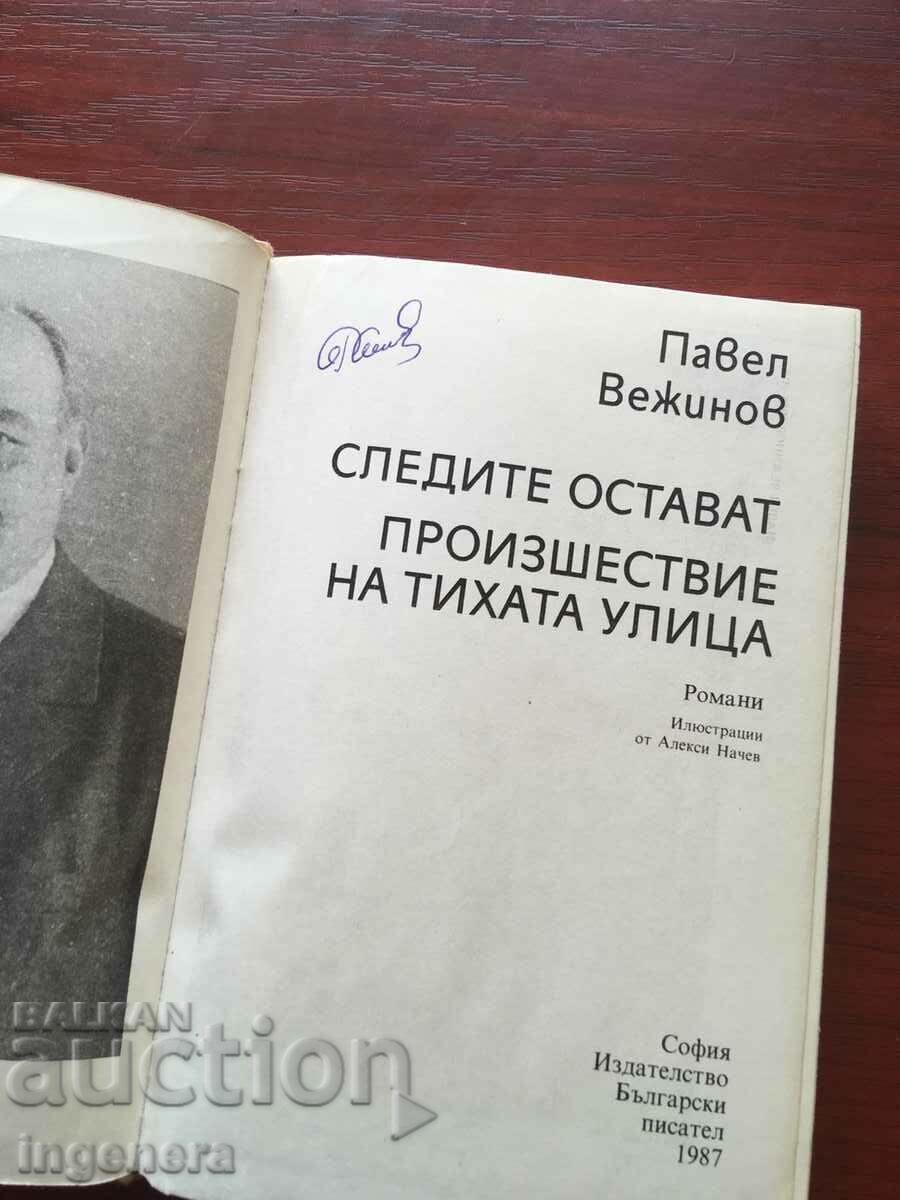 Павел
Вежинов
СЛЕДИТЕ ОСТАВАТ
ПРОИЗШЕСТВИЕ
НА ТИХАТА УЛИЦА
Романи
Илюстрации
от Алекси Начев
София
Издателство
Български
писател
1987
BALKAN
auction
ingenera